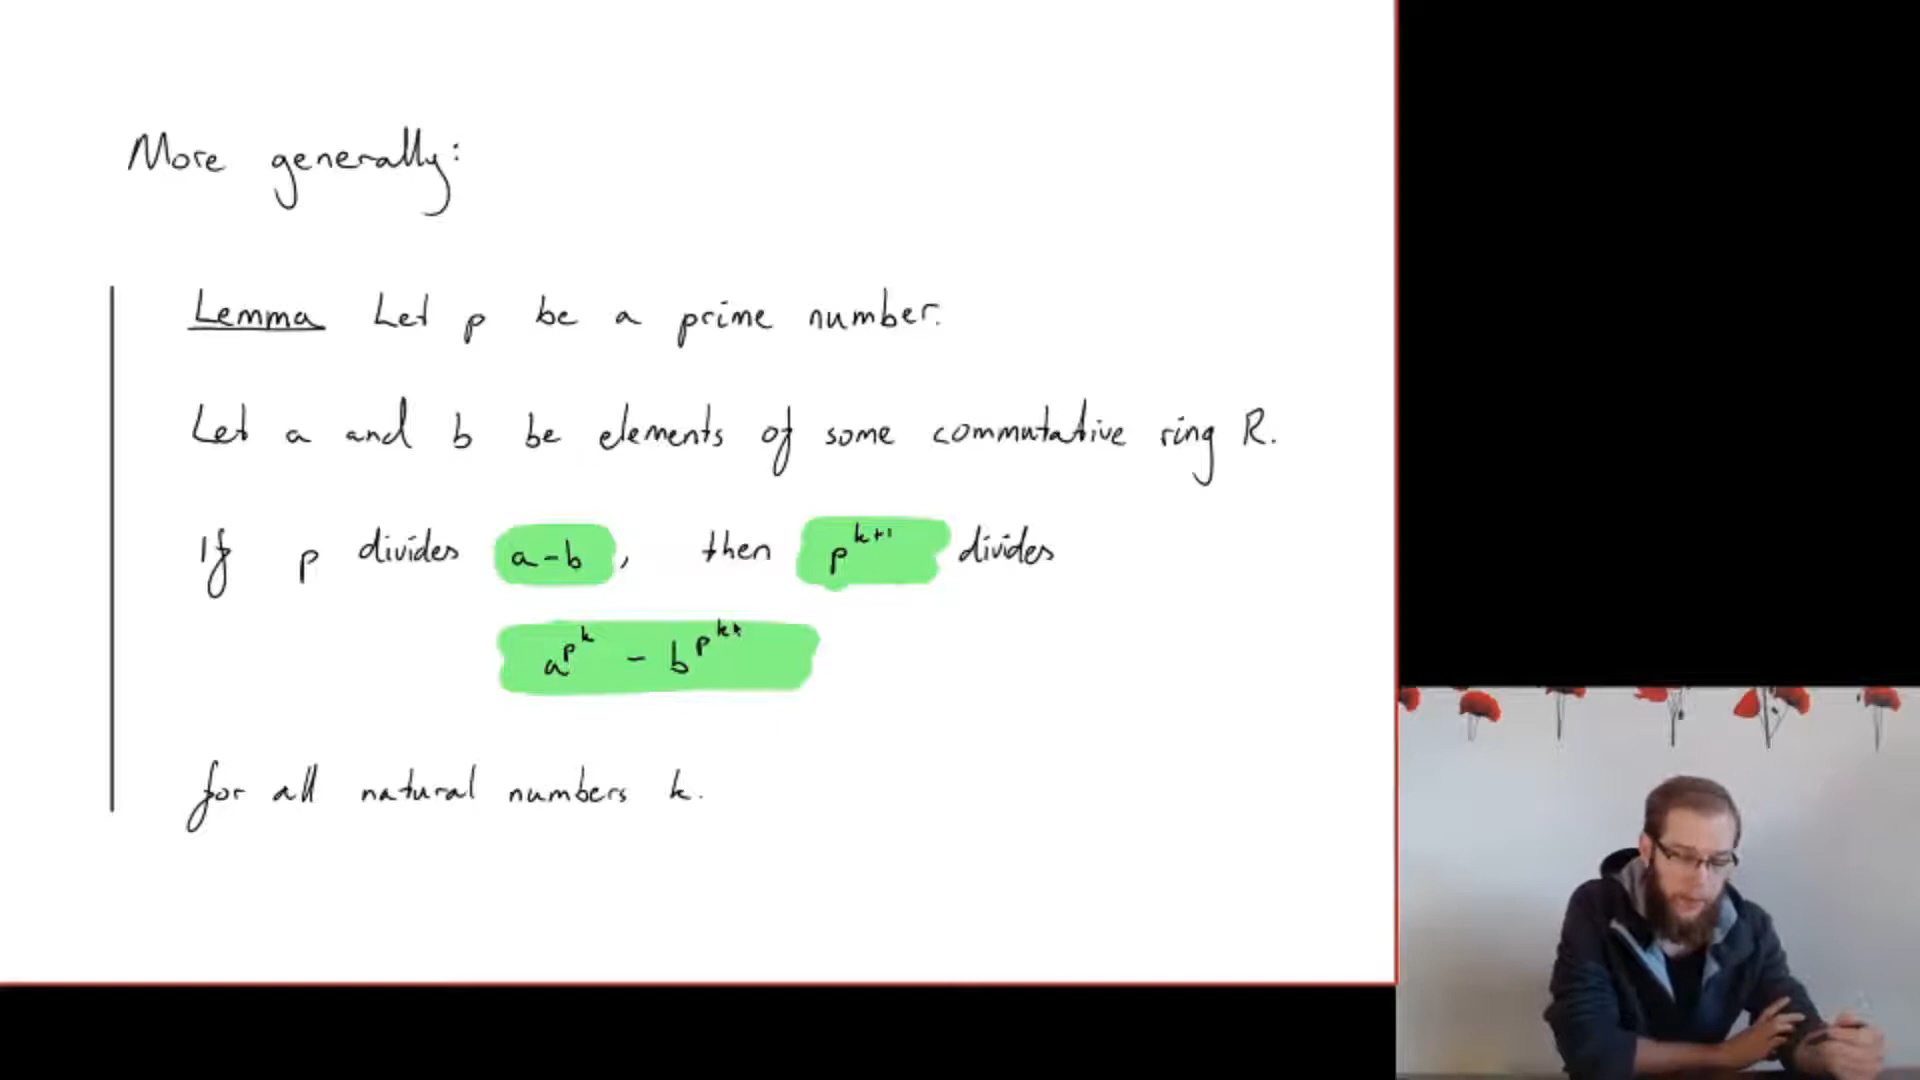 More generally:
Lemma Let p be a prime number.
Let a and b be elements of some commutative ring R.
If p divides a-b, then p^{k+1} divides
a^{p^k} - b^{p^{k+}}
for all natural numbers k.